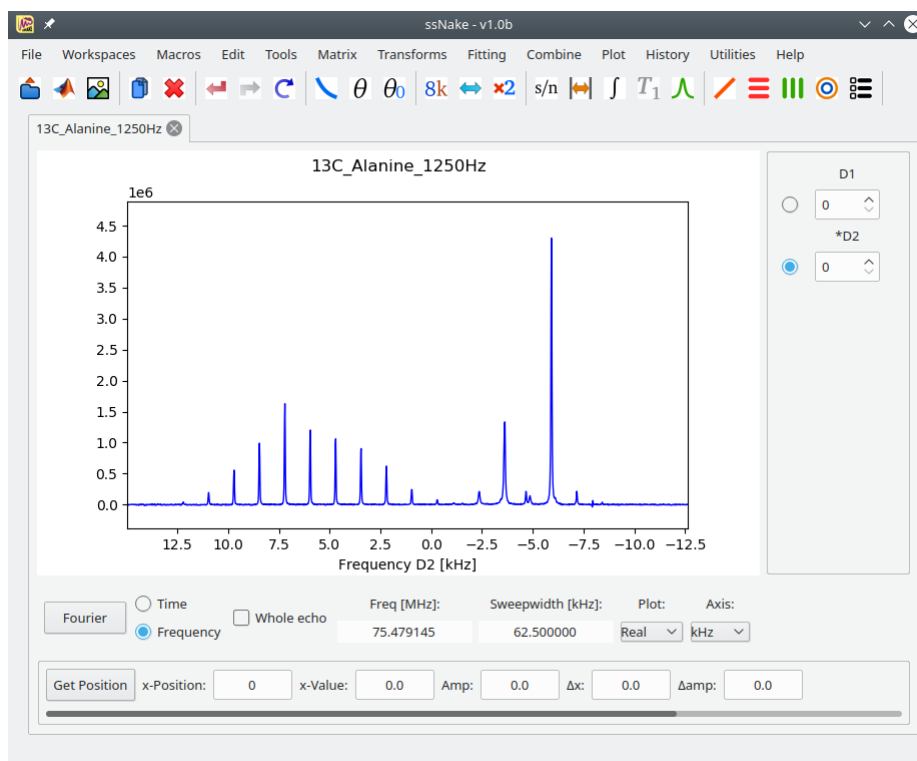 ssNake - v1.0b
File Workspaces Macros Edit Tools Matrix Transforms Fitting Combine Plot History Utilities Help
θ θ0 8k ×2 s/n ∫ T1
13C_Alanine_1250Hz
13C_Alanine_1250Hz
1e6
4.5
4.0
3.5
3.0
2.5
2.0
1.5
1.0
0.5
0.0
12.5 10.0 7.5 5.0 2.5 0.0 −2.5 −5.0 −7.5 −10.0 −12.5
Frequency D2 [kHz]
D1
0
*D2
0
Fourier
Time
Frequency
Whole echo
Freq [MHz]: Sweepwidth [kHz]: Plot: Axis:
75.479145 62.500000 Real kHz
Get Position x-Position: 0 x-Value: 0.0 Amp: 0.0 Δx: 0.0 Δamp: 0.0